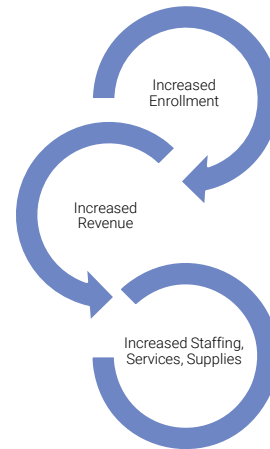 Increased
Enrollment
Increased
Revenue
Increased Staffing,
Services, Supplies